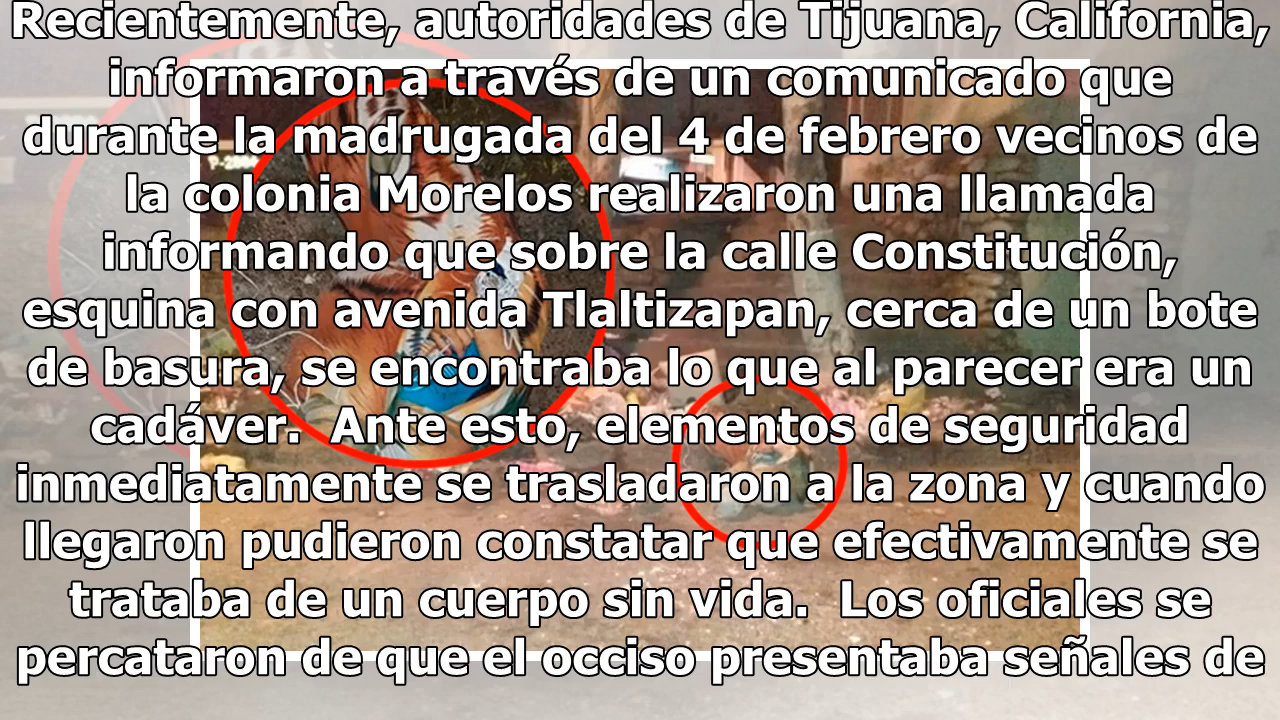 Recientemente, autoridades de Tijuana, California,
informaron a través de un comunicado que
durante la madrugada del 4 de febrero vecinos de
la colonia Morelos realizaron una llamada
informando que sobre la calle Constitución,
esquina con avenida Tlaltizapan, cerca de un bote
de basura, se encontraba lo que al parecer era un
cadáver. Ante esto, elementos de seguridad
inmediatamente se trasladaron a la zona y cuando
llegaron pudieron constatar que efectivamente se
trataba de un cuerpo sin vida. Los oficiales se
percataron de que el occiso presentaba señales de